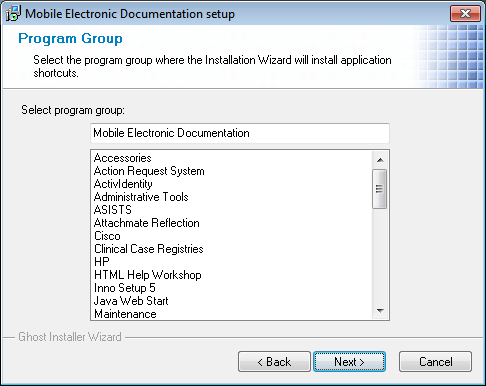 Mobile Electronic Documentation setup
Program Group
Select the program group where the Installation Wizard will install application
shortcuts.
Select program group:
Mobile Electronic Documentation
Accessories
Action Request System
ActivIdentity
Administrative Tools
ASISTS
Attachmate Reflection
Cisco
Clinical Case Registries
HP
HTML Help Workshop
Inno Setup 5
Java Web Start
Maintenance
Ghost Installer Wizard
< Back
Next >
Cancel